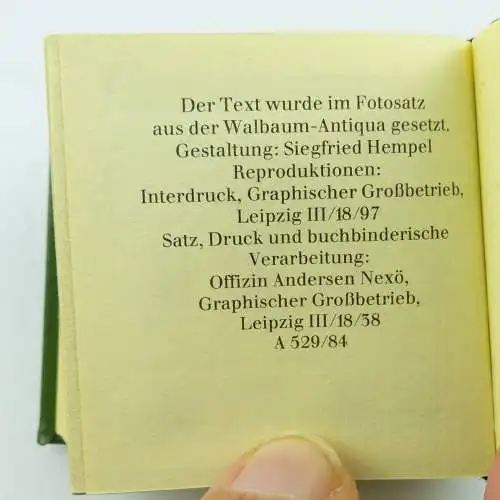 Der Text wurde im Fotosatz
aus der Walbaum-Antiqua gesetzt.
Gestaltung: Siegfried Hempel
Reproduktionen:
Interdruck, Graphischer Großbetrieb,
Leipzig III/18/97
Satz, Druck und buchbinderische
Verarbeitung:
Offizin Andersen Nexö,
Graphischer Großbetrieb,
Leipzig III/18/38
A 529/84